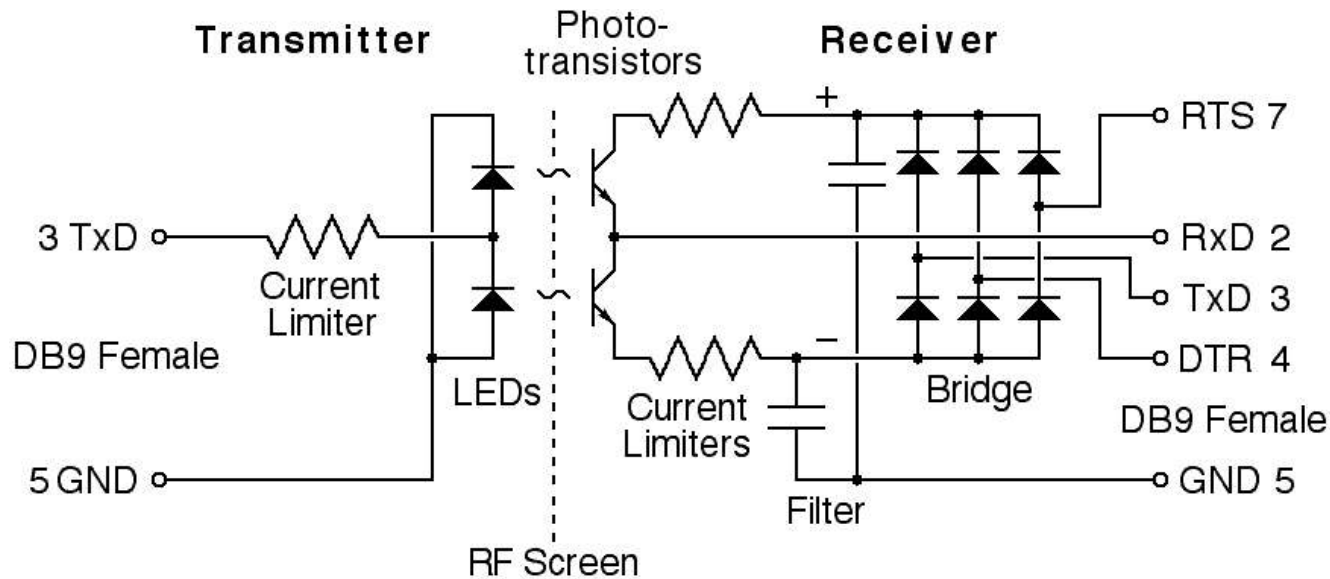 Transmitter
Photo-
transistors
Receiver
+
RTS 7
3 TxD
Current
Limiter
RxD 2
TxD 3
DB9 Female
LEDs
−
DTR 4
Bridge
Current
Limiters
DB9 Female
5 GND
GND 5
Filter
RF Screen